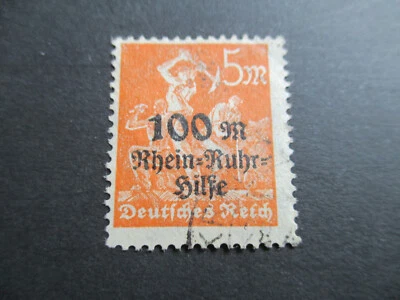 5M
100 M
Rhein=Ruhr=
Hilfe
Deutsches Reich